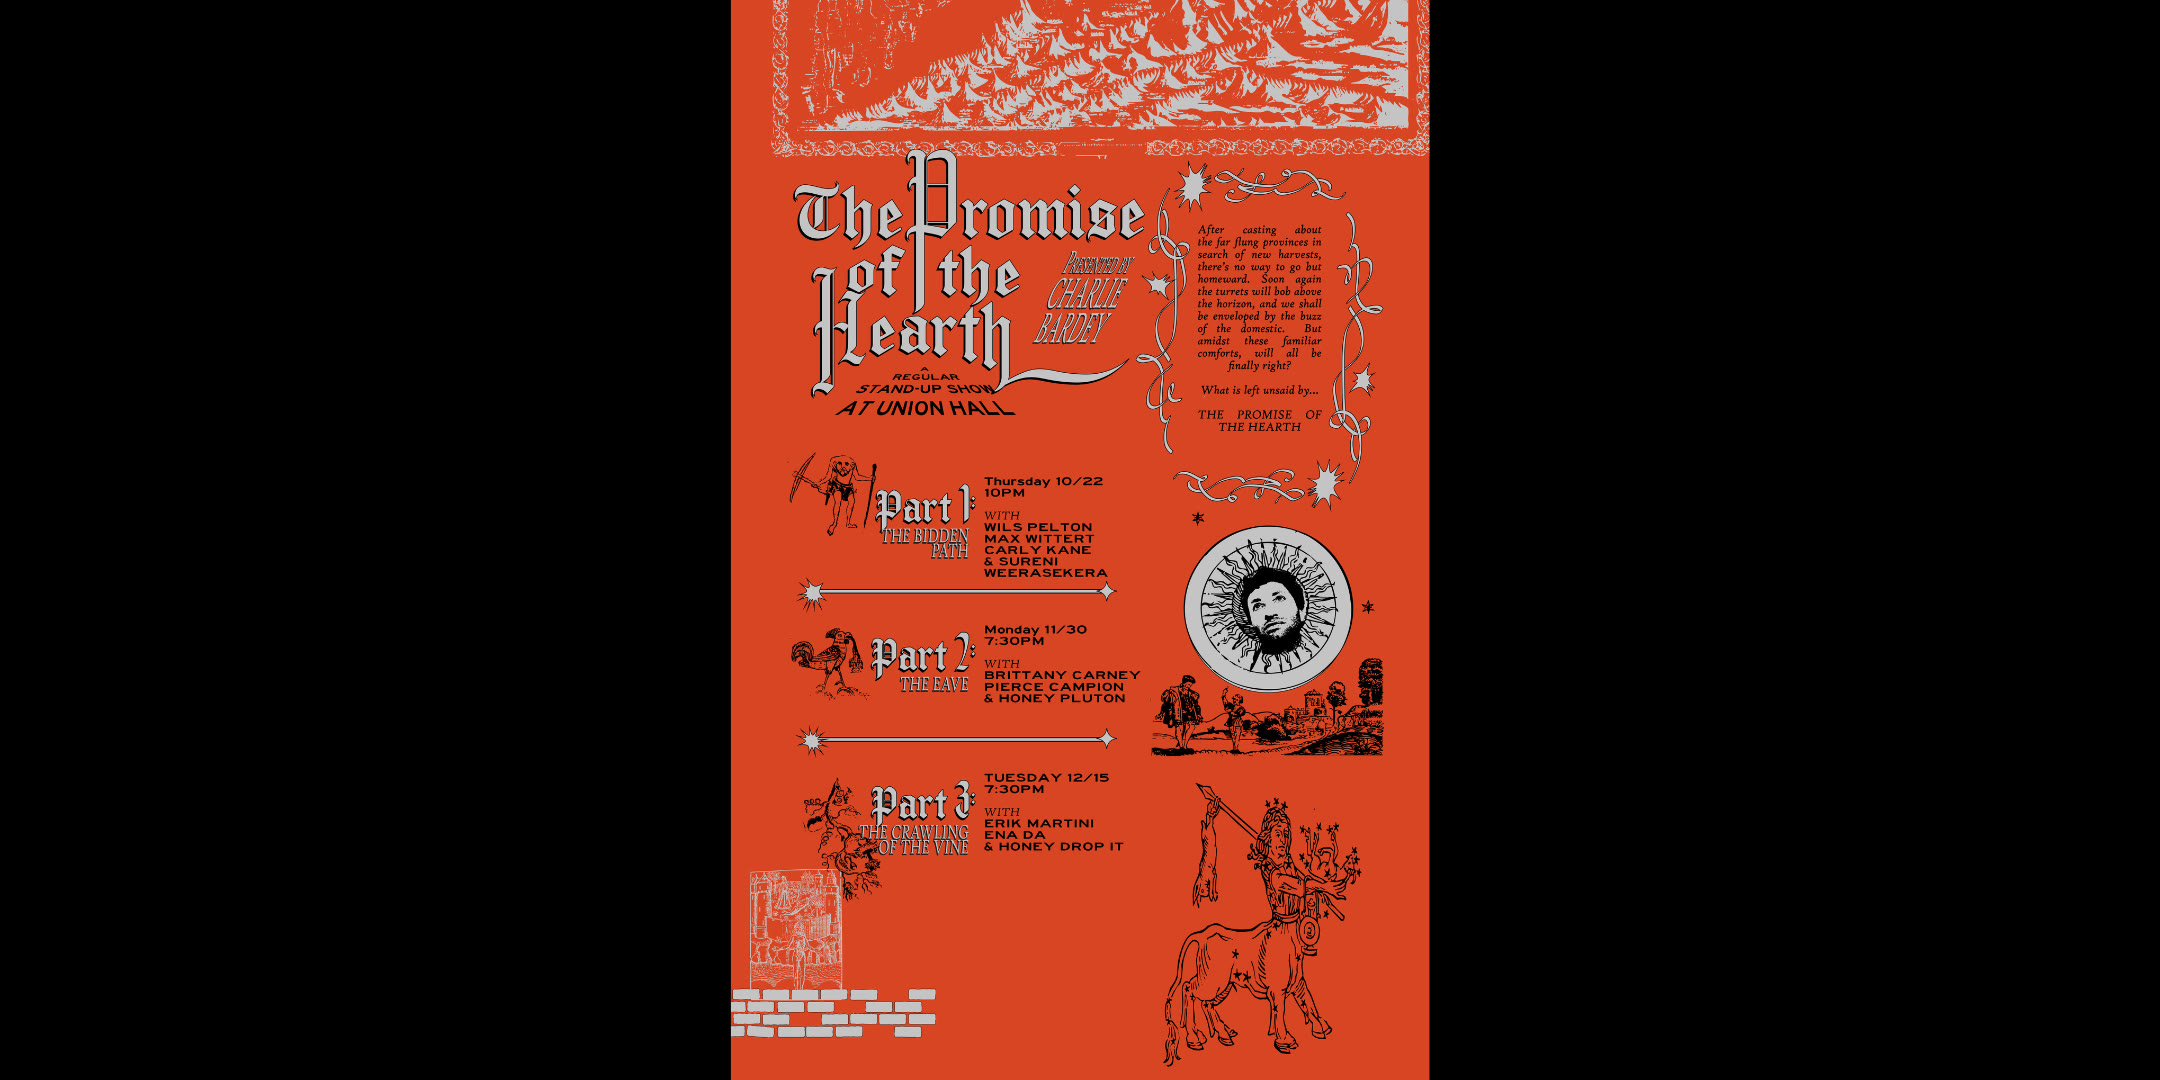 The Promise
of the
Hearth
PRESENTED BY
CHARLIE
BARDEY
A
REGULAR
STAND-UP SHOW
AT UNION HALL
After casting about
the far flung provinces in
search of new harvests,
there's no way to go but
homeward. Soon again
the turrets will bob above
the horizon, and we shall
be enveloped by the buzz
of the domestic. But
amidst these familiar
comforts, will all be
finally right?
What is left unsaid by...
THE PROMISE OF
THE HEARTH
Part 1:
THE BIDDEN
PATH
Thursday 10/22
10PM
WITH
WILS PELTON
MAX WITTERT
CARLY KANE
& SURENI
WEERASEKERA
Part 2:
THE EAVE
Monday 11/30
7:30PM
WITH
BRITTANY CARNEY
PIERCE CAMPION
& HONEY PLUTON
Part 3:
THE CRAWLING
OF THE VINE
TUESDAY 12/15
7:30PM
WITH
ERIK MARTINI
ENA DA
& HONEY DROP IT